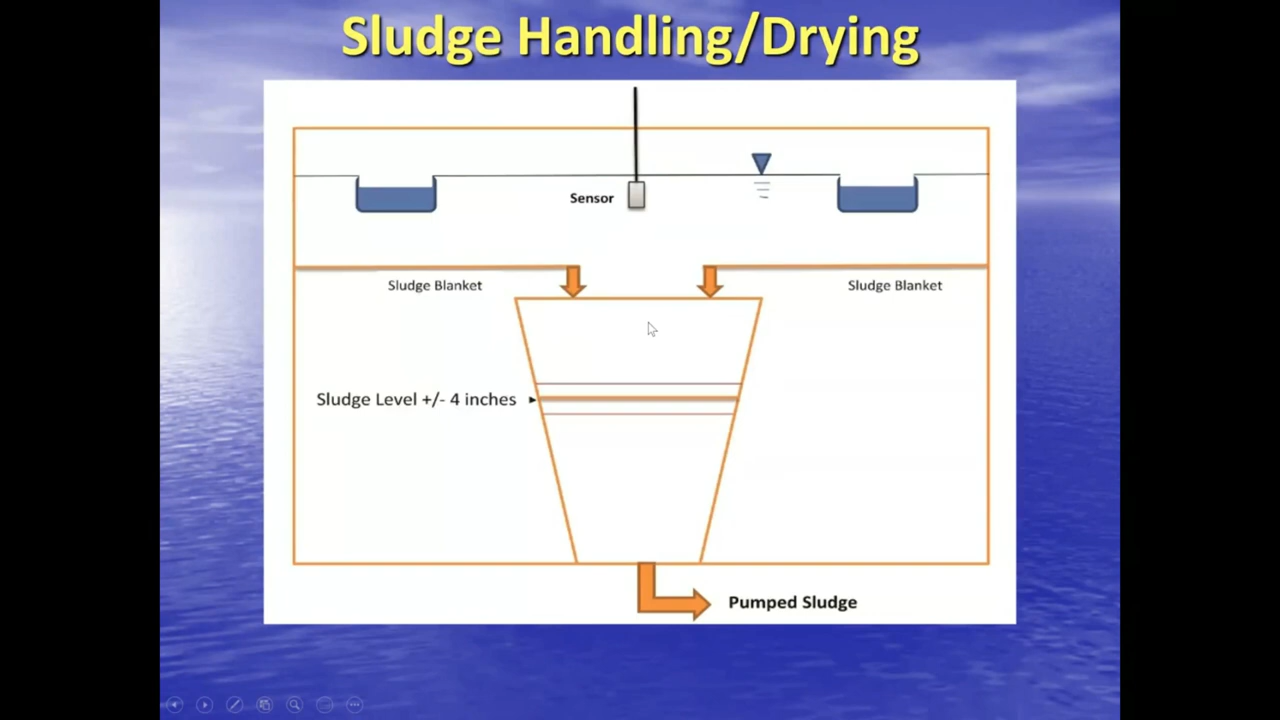 Sludge Handling/Drying
Sensor
Sludge Blanket
Sludge Blanket
Sludge Level +/- 4 inches
Pumped Sludge